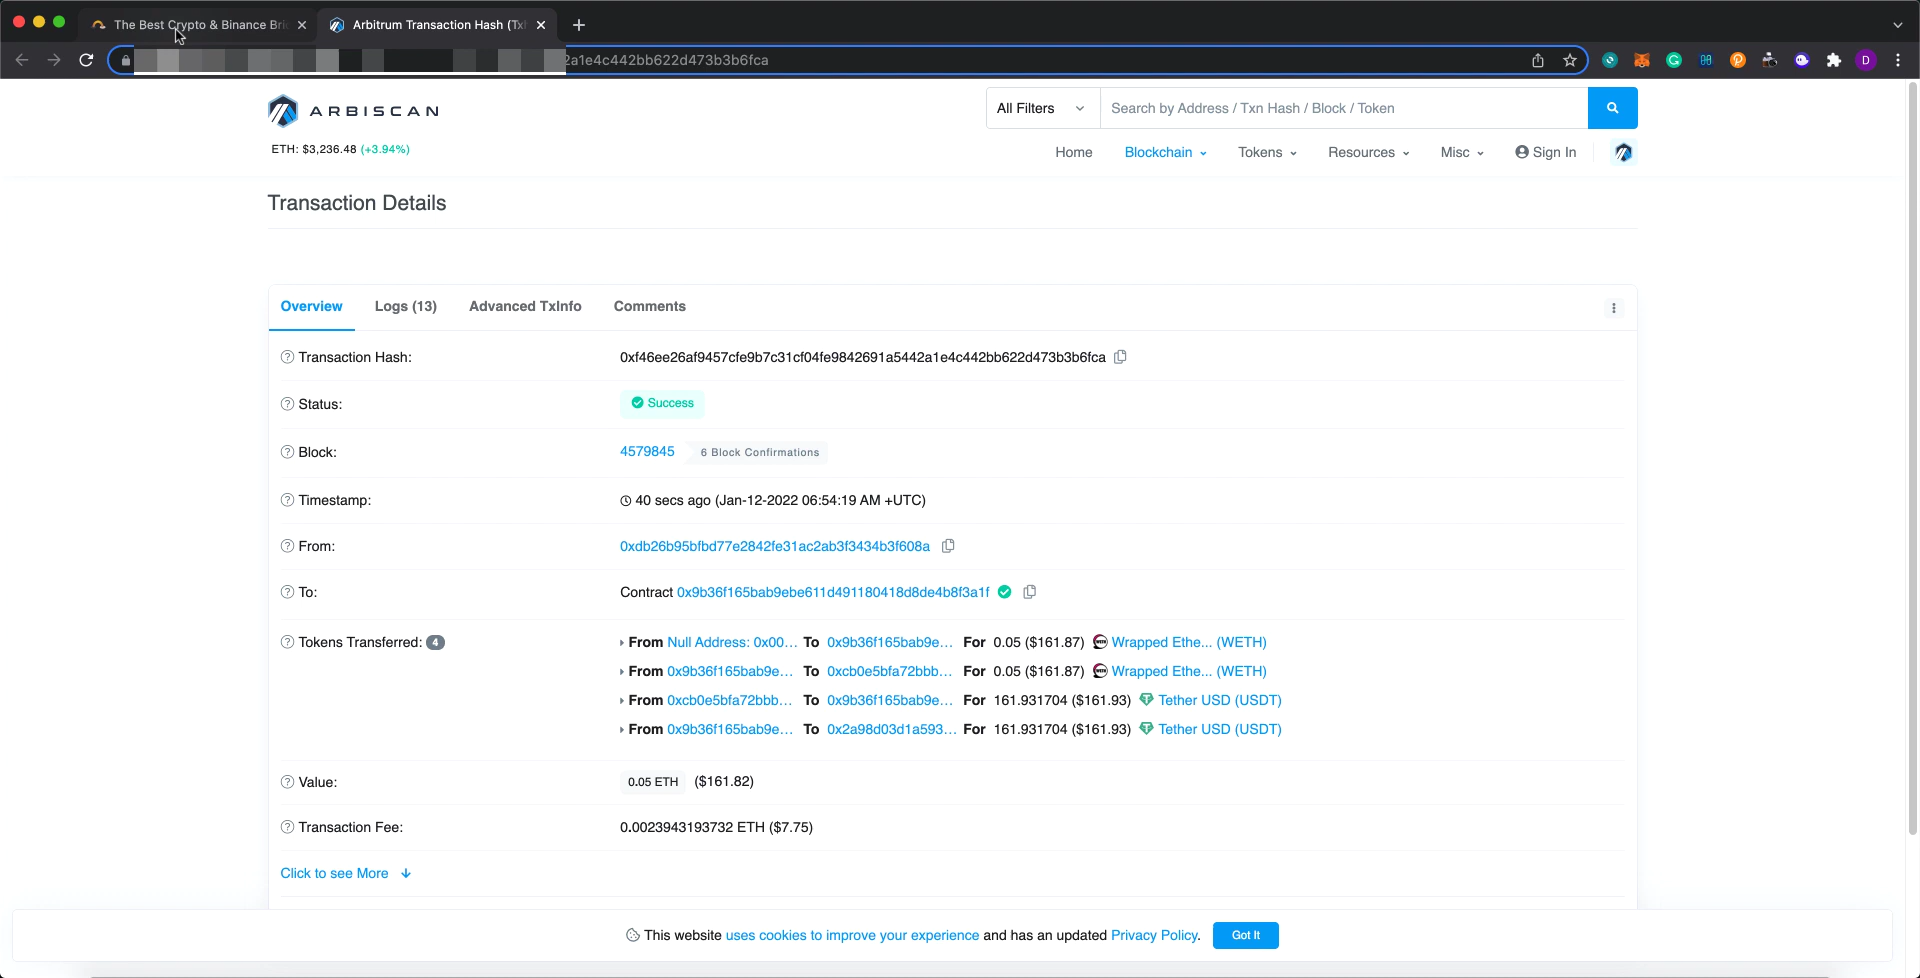 The Best Crypto & Binance Bri
Arbitrum Transaction Hash (Txh
2a1e4c442bb622d473b3b6fca
D
ARBISCAN
All Filters
Search by Address / Txn Hash / Block / Token
ETH: $3,236.48 (+3.94%)
Home Blockchain Tokens Resources Misc Sign In
Transaction Details
Overview Logs (13) Advanced TxInfo Comments
Transaction Hash: 0xf46ee26af9457cfe9b7c31cf04fe9842691a5442a1e4c442bb622d473b3b6fca
Status: Success
Block: 4579845 6 Block Confirmations
Timestamp: 40 secs ago (Jan-12-2022 06:54:19 AM +UTC)
From: 0xdb26b95bfbd77e2842fe31ac2ab3f3434b3f608a
To: Contract 0x9b36f165bab9ebe611d491180418d8de4b8f3a1f
Tokens Transferred: 4 From Null Address: 0x00... To 0x9b36f165bab9e... For 0.05 ($161.87) Wrapped Ethe... (WETH)
From 0x9b36f165bab9e... To 0xcb0e5bfa72bbb... For 0.05 ($161.87) Wrapped Ethe... (WETH)
From 0xcb0e5bfa72bbb... To 0x9b36f165bab9e... For 161.931704 ($161.93) Tether USD (USDT)
From 0x9b36f165bab9e... To 0x2a98d03d1a593... For 161.931704 ($161.93) Tether USD (USDT)
Value: 0.05 ETH ($161.82)
Transaction Fee: 0.0023943193732 ETH ($7.75)
Click to see More
This website uses cookies to improve your experience and has an updated Privacy Policy. Got It